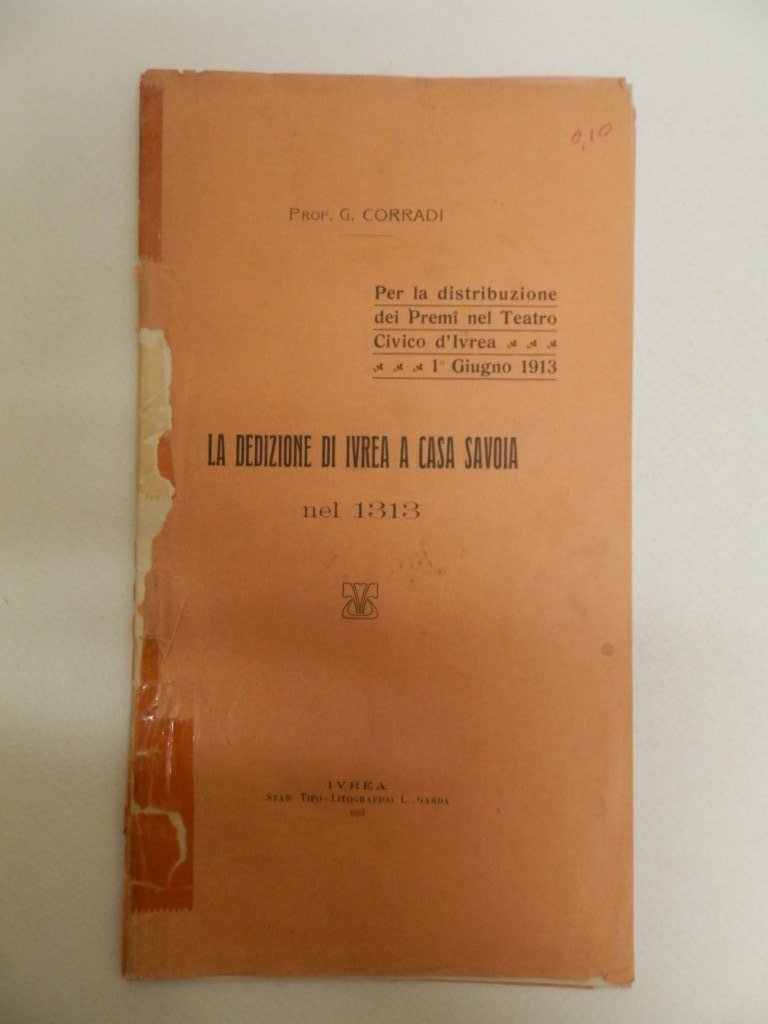 0,10
PROF. G. CORRADI
Per la distribuzione
dei Premî nel Teatro
Civico d'Ivrea
1° Giugno 1913
LA DEDIZIONE DI IVREA A CASA SAVOIA
nel 1313
IVREA
STAB. TIPO-LITOGRAFICO L. GARDA